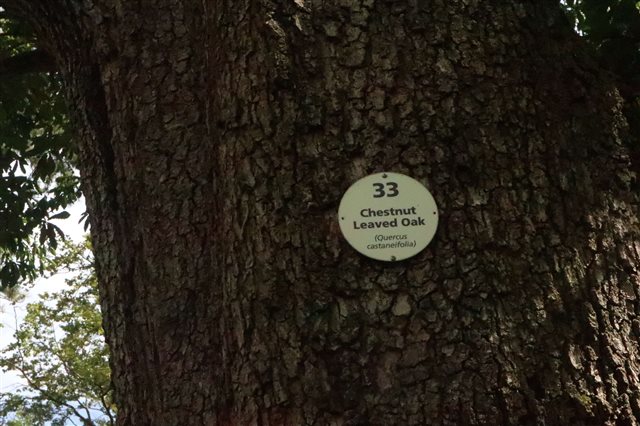 33
Chestnut
Leaved Oak
(Quercus
castaneifolia)